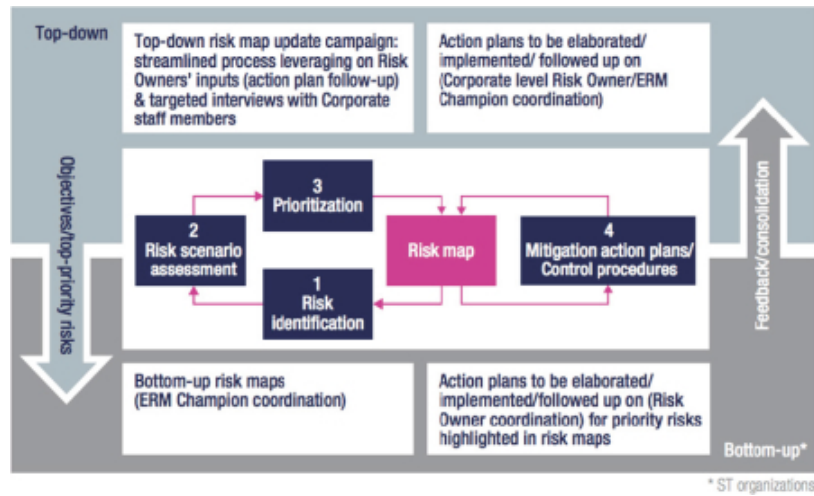 Top-down
Top-down risk map update campaign:
streamlined process leveraging on Risk
Owners' inputs (action plan follow-up)
& targeted interviews with Corporate
staff members
Action plans to be elaborated/
implemented/ followed up on
(Corporate level Risk Owner/ERM
Champion coordination)
Objectives/top-priority risks
3
Prioritization
2
Risk scenario
assessment
Risk map
4
Mitigation action plans/
Control procedures
1
Risk
identification
Feedback/consolidation
Bottom-up risk maps
(ERM Champion coordination)
Action plans to be elaborated/
implemented/followed up on (Risk
Owner coordination) for priority risks
highlighted in risk maps
Bottom-up*
* ST organizations